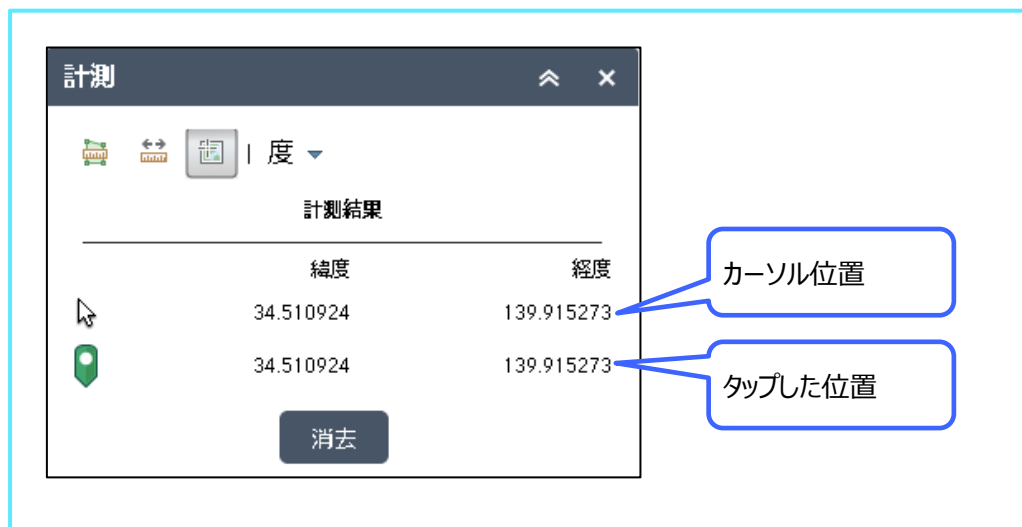 計測
度
計測結果
緯度 経度
34.510924 139.915273
カーソル位置
34.510924 139.915273
タップした位置
消去